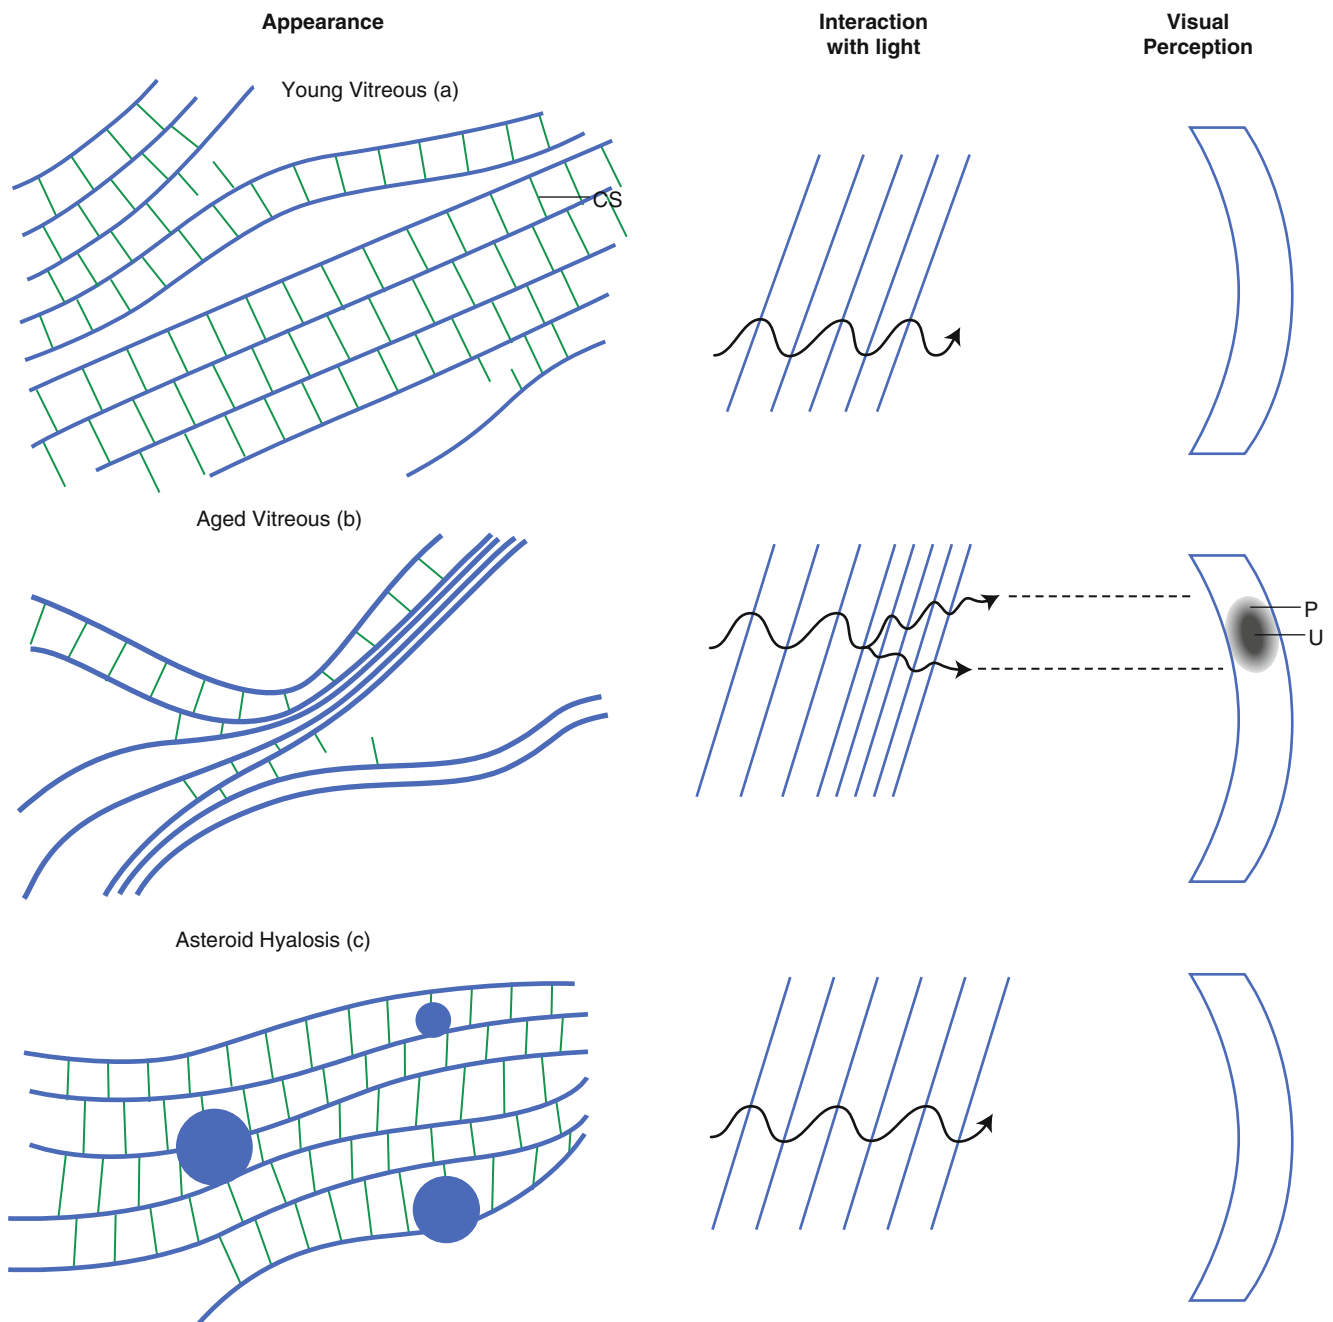 Appearance
Interaction
with light
Visual
Perception
Young Vitreous (a)
CS
Aged Vitreous (b)
P
U
Asteroid Hyalosis (c)